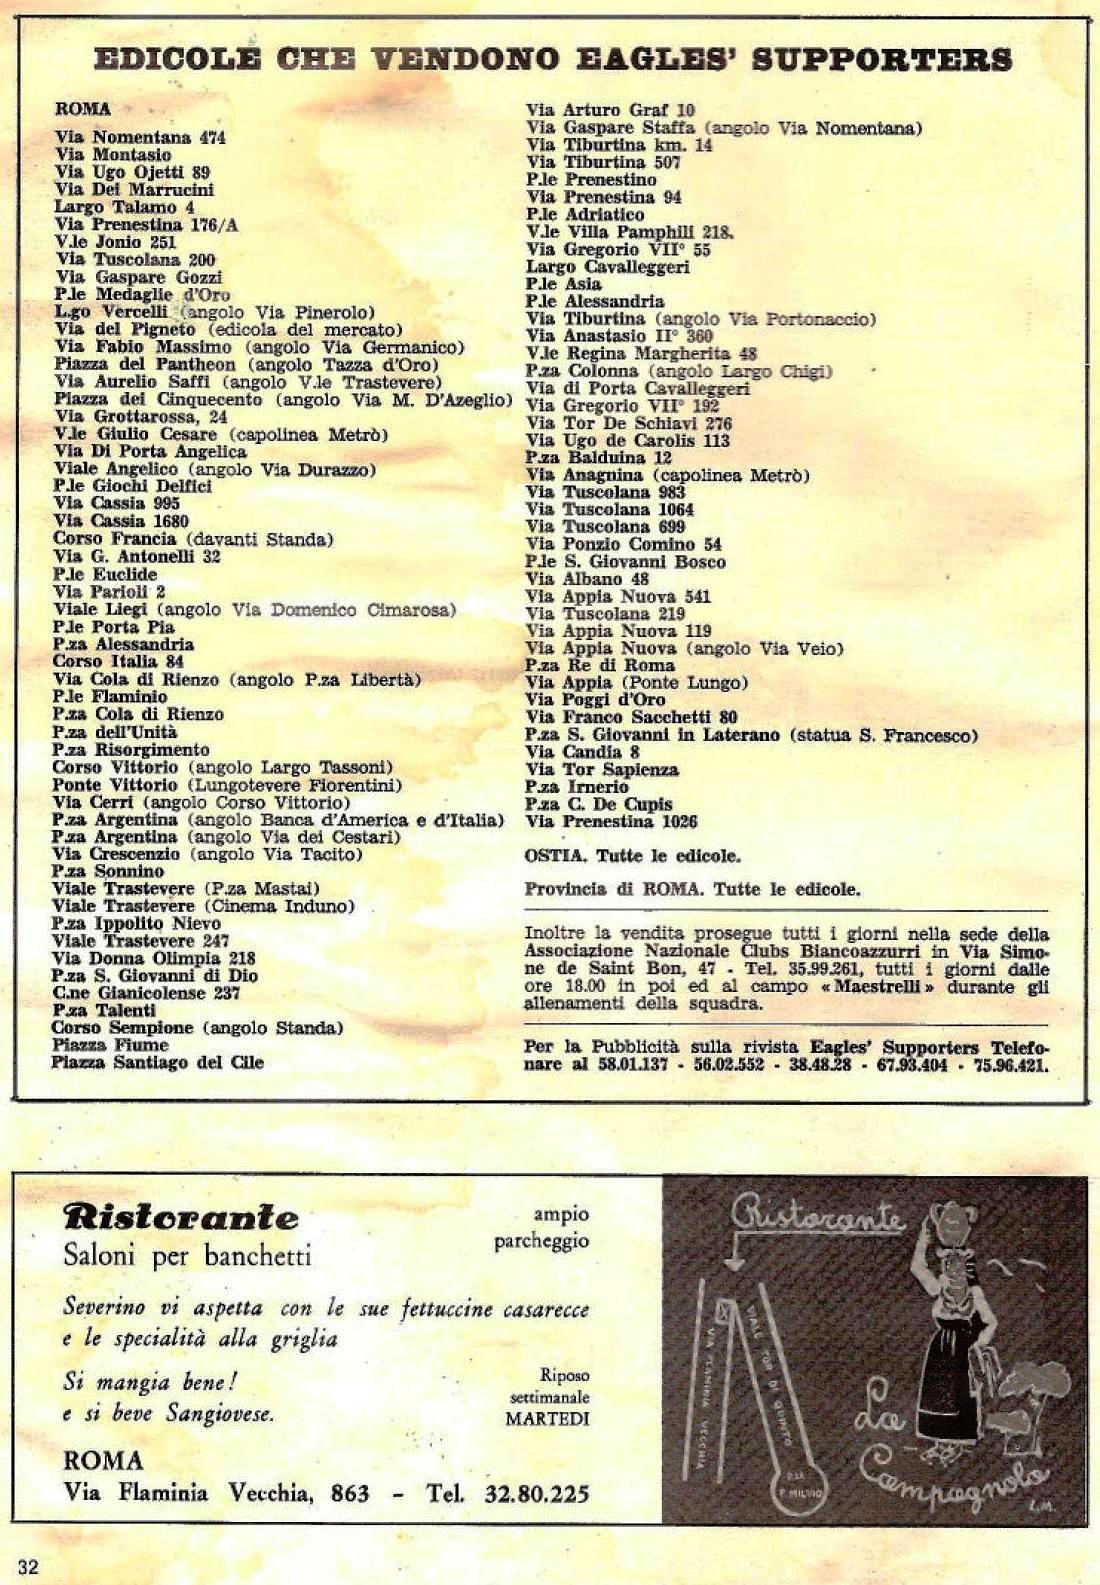 EDICOLE CHE VENDONO EAGLES' SUPPORTERS
ROMA
Via Nomentana 474
Via Montasio
Via Ugo Ojetti 89
Via Dei Marrucini
Largo Talamo 4
Via Prenestina 176/A
V.le Jonio 251
Via Tuscolana 200
Via Gaspare Gozzi
P.le Medaglie d'Oro
L.go Vercelli (angolo Via Pinerolo)
Via del Pigneto (edicola del mercato)
Via Fabio Massimo (angolo Via Germanico)
Piazza del Pantheon (angolo Tazza d'Oro)
Via Aurelio Saffi (angolo V.le Trastevere)
Piazza dei Cinquecento (angolo Via M. D'Azeglio)
Via Grottarossa, 24
V.le Giulio Cesare (capolinea Metrò)
Via Di Porta Angelica
Viale Angelico (angolo Via Durazzo)
P.le Giochi Delfici
Via Cassia 995
Via Cassia 1680
Corso Francia (davanti Standa)
Via G. Antonelli 32
P.le Euclide
Via Parioli 2
Viale Liegi (angolo Via Domenico Cimarosa)
P.le Porta Pia
P.za Alessandria
Corso Italia 84
Via Cola di Rienzo (angolo P.za Libertà)
P.le Flaminio
P.za Cola di Rienzo
P.za dell'Unità
P.za Risorgimento
Corso Vittorio (angolo Largo Tassoni)
Ponte Vittorio (Lungotevere Fiorentini)
Via Cerri (angolo Corso Vittorio)
P.za Argentina (angolo Banca d'America e d'Italia)
P.za Argentina (angolo Via dei Cestari)
Via Crescenzio (angolo Via Tacito)
P.za Sonnino
Viale Trastevere (P.za Mastai)
Viale Trastevere (Cinema Induno)
P.za Ippolito Nievo
Viale Trastevere 247
Via Donna Olimpia 218
P.za S. Giovanni di Dio
C.ne Gianicolense 237
P.za Talenti
Corso Sempione (angolo Standa)
Piazza Fiume
Piazza Santiago del Cile
Via Arturo Graf 10
Via Gaspare Staffa (angolo Via Nomentana)
Via Tiburtina km. 14
Via Tiburtina 507
P.le Prenestino
Via Prenestina 94
P.le Adriatico
V.le Villa Pamphili 218.
Via Gregorio VII° 55
Largo Cavalleggeri
P.le Asia
P.le Alessandria
Via Tiburtina (angolo Via Portonaccio)
Via Anastasio II° 360
V.le Regina Margherita 48
P.za Colonna (angolo Largo Chigi)
Via di Porta Cavalleggeri
Via Gregorio VII° 192
Via Tor De Schiavi 276
Via Ugo de Carolis 113
P.za Balduina 12
Via Anagnina (capolinea Metrò)
Via Tuscolana 983
Via Tuscolana 1064
Via Tuscolana 699
Via Ponzio Comino 54
P.le S. Giovanni Bosco
Via Albano 48
Via Appia Nuova 541
Via Tuscolana 219
Via Appia Nuova 119
Via Appia Nuova (angolo Via Veio)
P.za Re di Roma
Via Appia (Ponte Lungo)
Via Poggi d'Oro
Via Franco Sacchetti 80
P.za S. Giovanni in Laterano (statua S. Francesco)
Via Candia 8
Via Tor Sapienza
P.za Irnerio
P.za C. De Cupis
Via Prenestina 1026
OSTIA. Tutte le edicole.
Provincia di ROMA. Tutte le edicole.
Inoltre la vendita prosegue tutti i giorni nella sede della
Associazione Nazionale Clubs Biancoazzurri in Via Simo-
ne de Saint Bon, 47 - Tel. 35.99.261, tutti i giorni dalle
ore 18.00 in poi ed al campo «Maestrelli» durante gli
allenamenti della squadra.
Per la Pubblicità sulla rivista Eagles' Supporters Telefo-
nare al 58.01.137 - 56.02.552 - 38.48.28 - 67.93.404 - 75.96.421.
Ristorante
Saloni per banchetti
ampio
parcheggio
Severino vi aspetta con le sue fettuccine casarecce
e le specialità alla griglia
Si mangia bene!
e si beve Sangiovese.
Riposo
settimanale
MARTEDI
ROMA
Via Flaminia Vecchia, 863 - Tel. 32.80.225
Ristorante
VIA FLAMINIA VECCHIA
VIALE TOR DI QUINTO
P.LE
P. MILVIO
La
Campagnola
L.M.
32